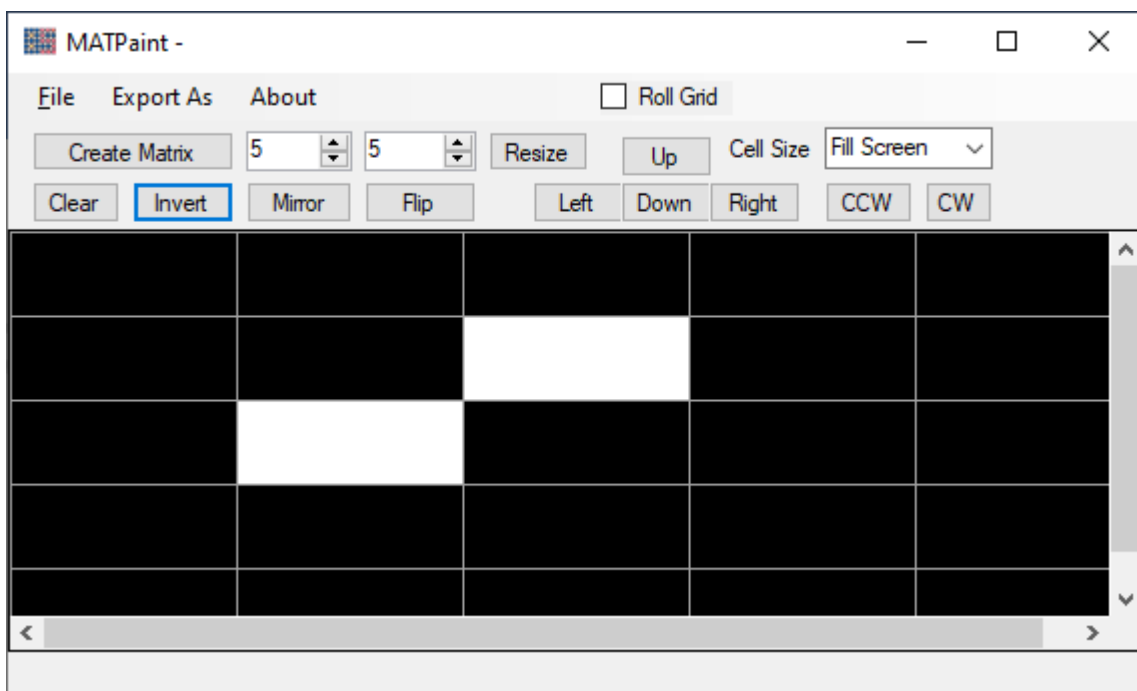 MATPaint -
File Export As About Roll Grid
Create Matrix 5 5 Resize Up Cell Size Fill Screen
Clear Invert Mirror Flip Left Down Right CCW CW